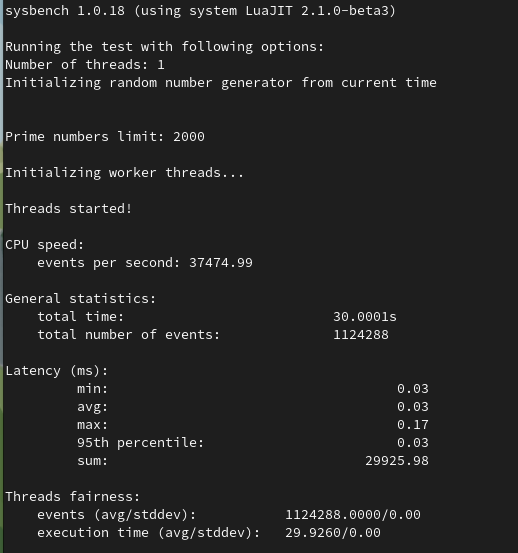 sysbench 1.0.18 (using system LuaJIT 2.1.0-beta3)
Running the test with following options:
Number of threads: 1
Initializing random number generator from current time
Prime numbers limit: 2000
Initializing worker threads...
Threads started!
CPU speed:
events per second: 37474.99
General statistics:
total time: 30.0001s
total number of events: 1124288
Latency (ms):
min: 0.03
avg: 0.03
max: 0.17
95th percentile: 0.03
sum: 29925.98
Threads fairness:
events (avg/stddev): 1124288.0000/0.00
execution time (avg/stddev): 29.9260/0.00